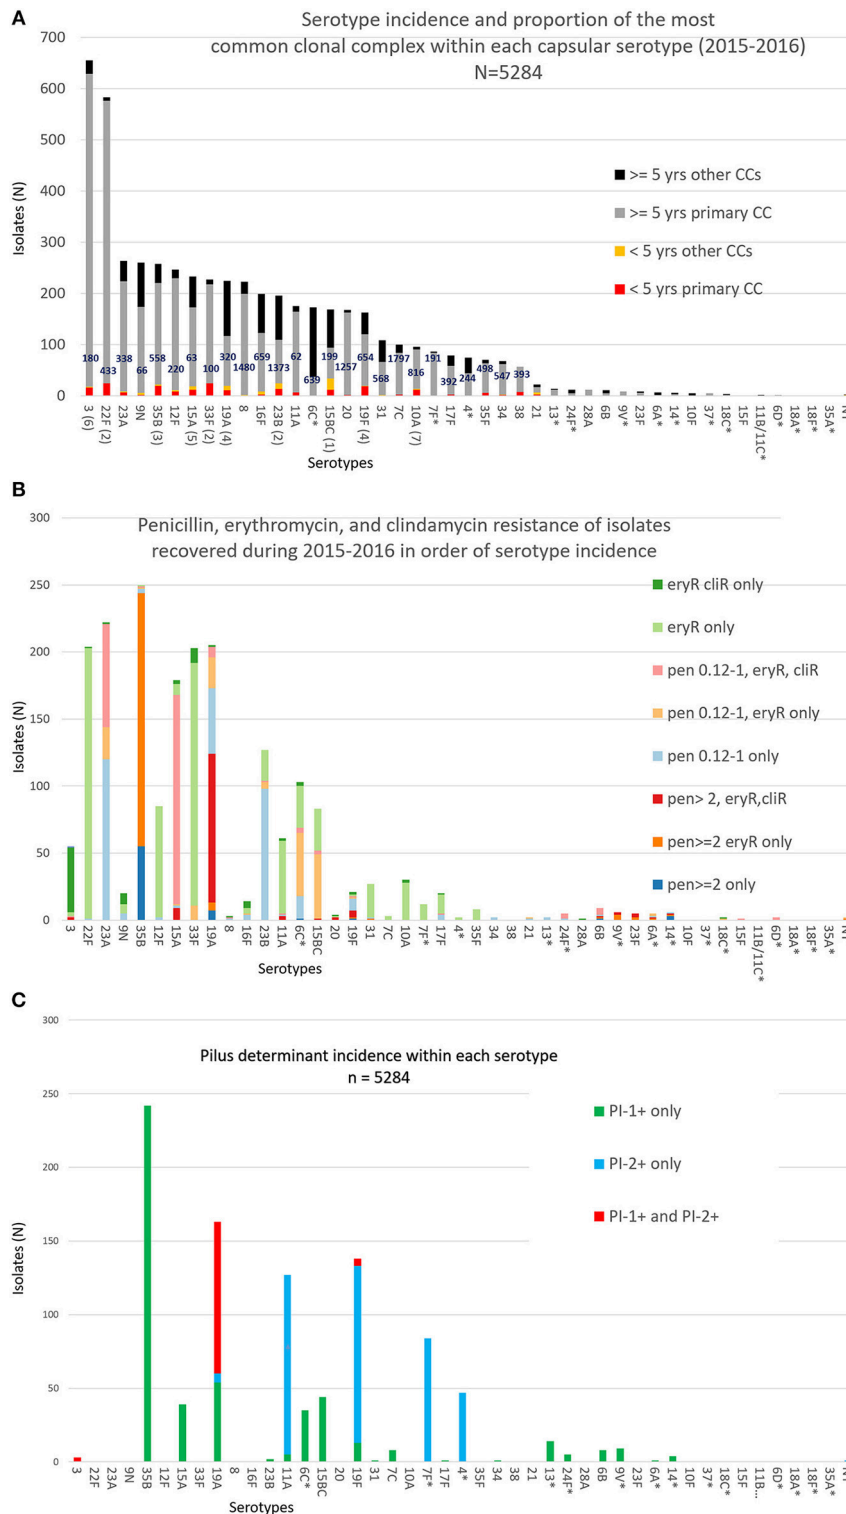 A
Serotype incidence and proportion of the most
common clonal complex within each capsular serotype (2015-2016)
N=5284
700
600
500
400
300
200
100
0
Isolates (N)
>= 5 yrs other CCs
>= 5 yrs primary CC
< 5 yrs other CCs
< 5 yrs primary CC
180 433 338 66 558 220 63 100 320 1480 659 1373 62 639 199 1257 654 568 1797 816 191 392 244 498 547 393
3 (6) 22F (2) 23A 9N 35B (3) 12F 15A (5) 33F (2) 19A (4) 8 16F 23B (2) 11A 6C* 15BC (1) 20 19F (4) 31 7C 10A (7) 7F* 17F 4* 35F 34 38 21 13* 24F* 28A 6B 9V* 23F 6A* 14* 10F 37* 18C* 15F 11B/11C* 6D* 18A* 18F* 35A* NT
Serotypes
B
Penicillin, erythromycin, and clindamycin resistance of isolates
recovered during 2015-2016 in order of serotype incidence
300
250
200
150
100
50
0
Isolates (N)
eryR cliR only
eryR only
pen 0.12-1, eryR, cliR
pen 0.12-1, eryR only
pen 0.12-1 only
pen> 2, eryR,cliR
pen>=2 eryR only
pen>=2 only
3 22F 23A 9N 35B 12F 15A 33F 19A 8 16F 23B 11A 6C* 15BC 20 19F 31 7C 10A 7F* 17F 4* 35F 34 38 21 13* 24F* 28A 6B 9V* 23F 6A* 14* 10F 37* 18C* 15F 11B/11C* 6D* 18A* 18F* 35A* NT
Serotypes
C
Pilus determinant incidence within each serotype
n = 5284
300
250
200
150
100
50
0
Isolates (N)
PI-1+ only
PI-2+ only
PI-1+ and PI-2+
3 22F 23A 9N 35B 12F 15A 33F 19A 8 16F 23B 11A 6C* 15BC 20 19F 31 7C 10A 7F* 17F 4* 35F 34 38 21 13* 24F* 28A 6B 9V* 23F 6A* 14* 10F 37* 18C* 15F 11B... 6D* 18A* 18F* 35A* NT
Serotypes